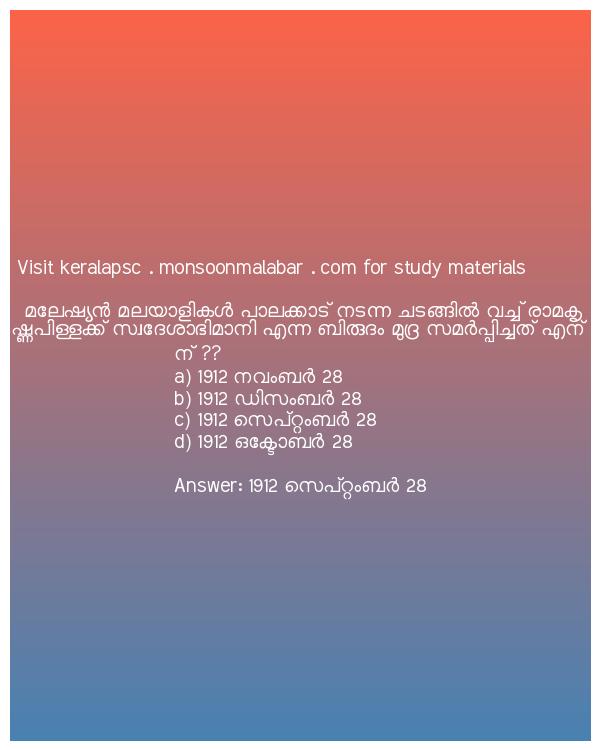 Visit keralapsc . monsoonmalabar . com for study materials
മലേഷ്യൻ മലയാളികൾ പാലക്കാട് നടന്ന ചടങ്ങിൽ വച്ച് രാമകൃ
ഷ്ണപിള്ളക്ക് സ്വദേശാഭിമാനി എന്ന ബിരുദം മുദ്ര സമർപ്പിച്ചത് എന്
ന് ??
a) 1912 നവംബർ 28
b) 1912 ഡിസംബർ 28
c) 1912 സെപ്റ്റംബർ 28
d) 1912 ഒക്ടോബർ 28
Answer: 1912 സെപ്റ്റംബർ 28